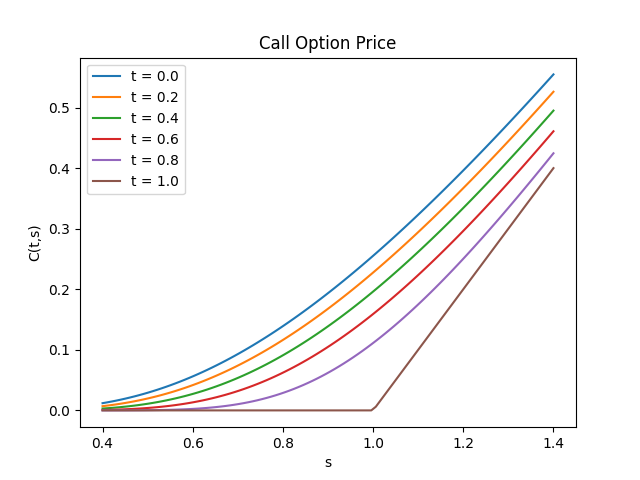 Call Option Price
t = 0.0
t = 0.2
t = 0.4
t = 0.6
t = 0.8
t = 1.0
C(t,s)
0.5
0.4
0.3
0.2
0.1
0.0
0.4 0.6 0.8 1.0 1.2 1.4
s